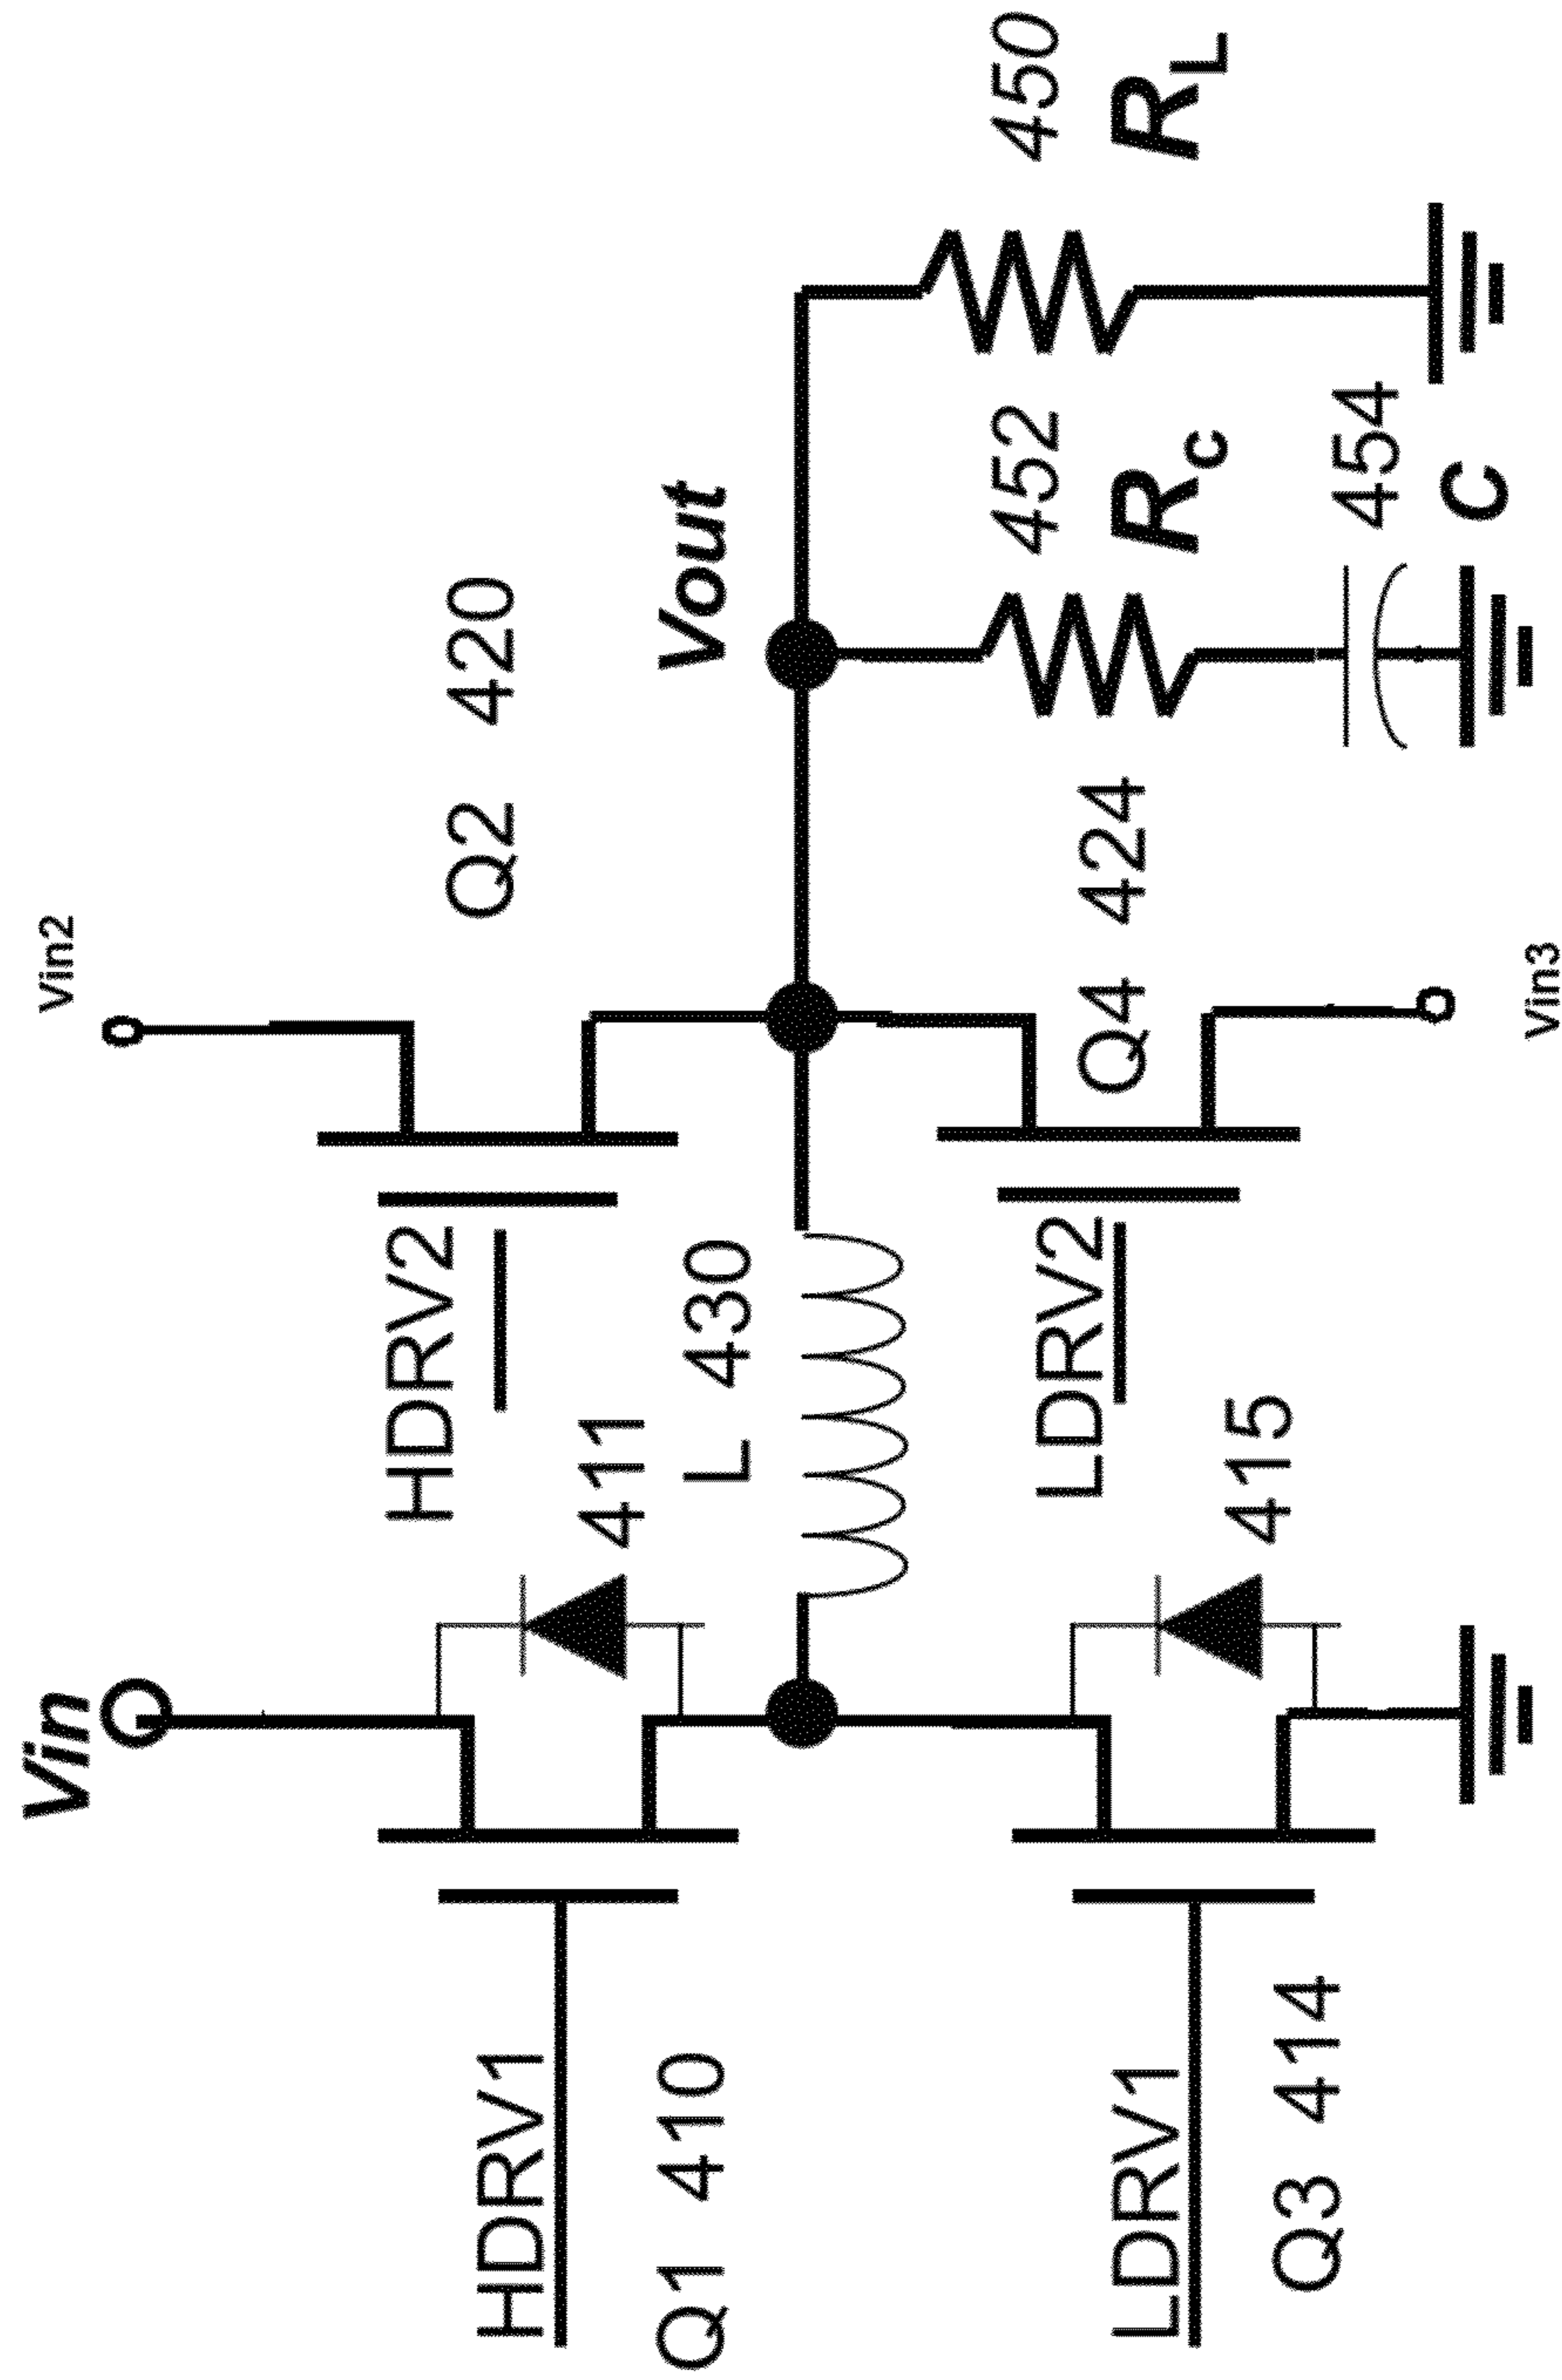 Vin
Vin2
HDRV1
Q1 410
411
HDRV2
Q2 420
L 430
Vout
LDRV1
Q3 414
415
LDRV2
Q4 424
452
Rc
454
C
450
RL
Vin3